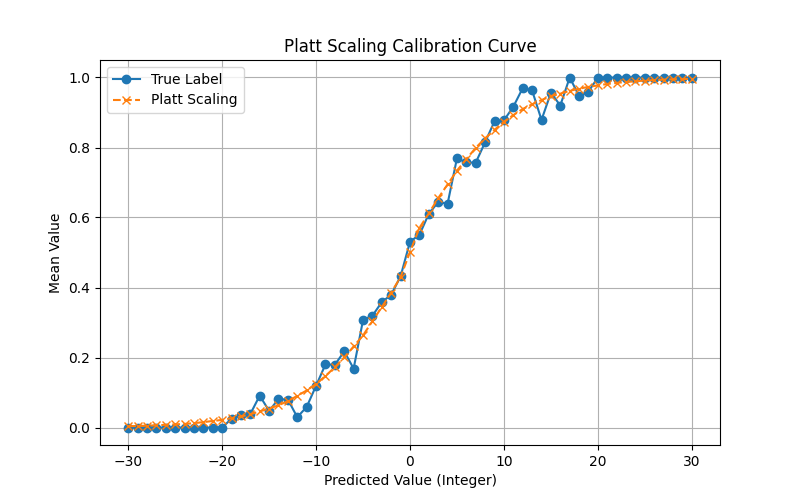 Platt Scaling Calibration Curve
True Label
Platt Scaling
Mean Value
1.0
0.8
0.6
0.4
0.2
0.0
−30 −20 −10 0 10 20 30
Predicted Value (Integer)